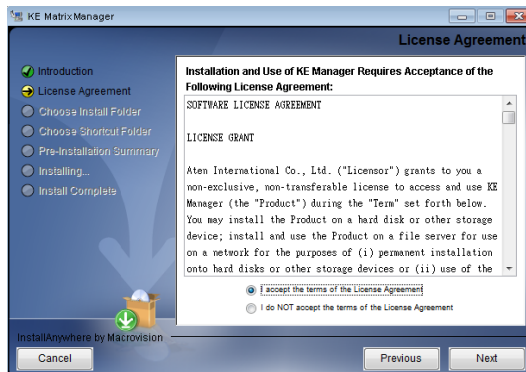 KE MatrixManager
License Agreement
Introduction
License Agreement
Choose Install Folder
Choose Shortcut Folder
Pre-Installation Summary
Installing...
Install Complete
Installation and Use of KE Manager Requires Acceptance of the
Following License Agreement:
SOFTWARE LICENSE AGREEMENT
LICENSE GRANT
Aten International Co., Ltd. ("Licensor") grants to you a
non-exclusive, non-transferable license to access and use KE
Manager (the "Product") during the "Term" set forth below.
You may install the Product on a hard disk or other storage
device; install and use the Product on a file server for use
on a network for the purposes of (i) permanent installation
onto hard disks or other storage devices or (ii) use of the
I accept the terms of the License Agreement
I do NOT accept the terms of the License Agreement
InstallAnywhere by Macrovision
Cancel
Previous
Next